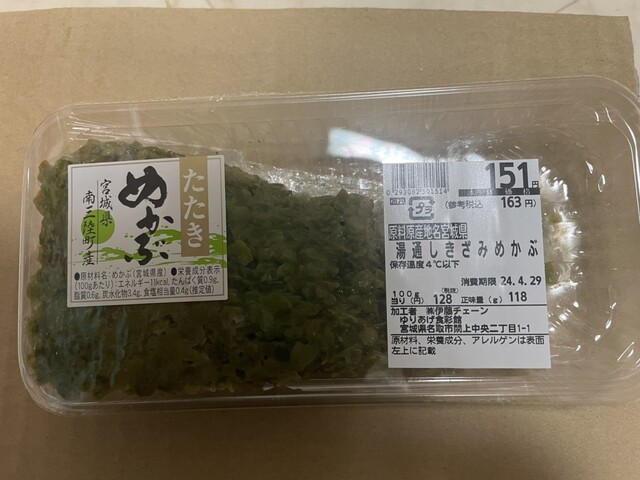 たたき
めかぶ
宮城県
南三陸町産
●原材料名:めかぶ(宮城県産) ●栄養成分表示
(100gあたり):エネルギー11kcal、たんぱく質0.9g、
脂質0.6g、炭水化物3.4g、食塩相当量0.4g(推定値)
151円
(参考税込 163円)
プラ
原料原産地名宮城県
湯通しきざみめかぶ
保存温度4℃以下
消費期限 24.4.29
100g当り(円) (税抜) 128 正味量(g) 118
加工者 ㈱伊藤チェーン
ゆりあげ食彩館
宮城県名取市閖上中央二丁目1-1
原材料、栄養成分、アレルゲンは表面
左上に記載